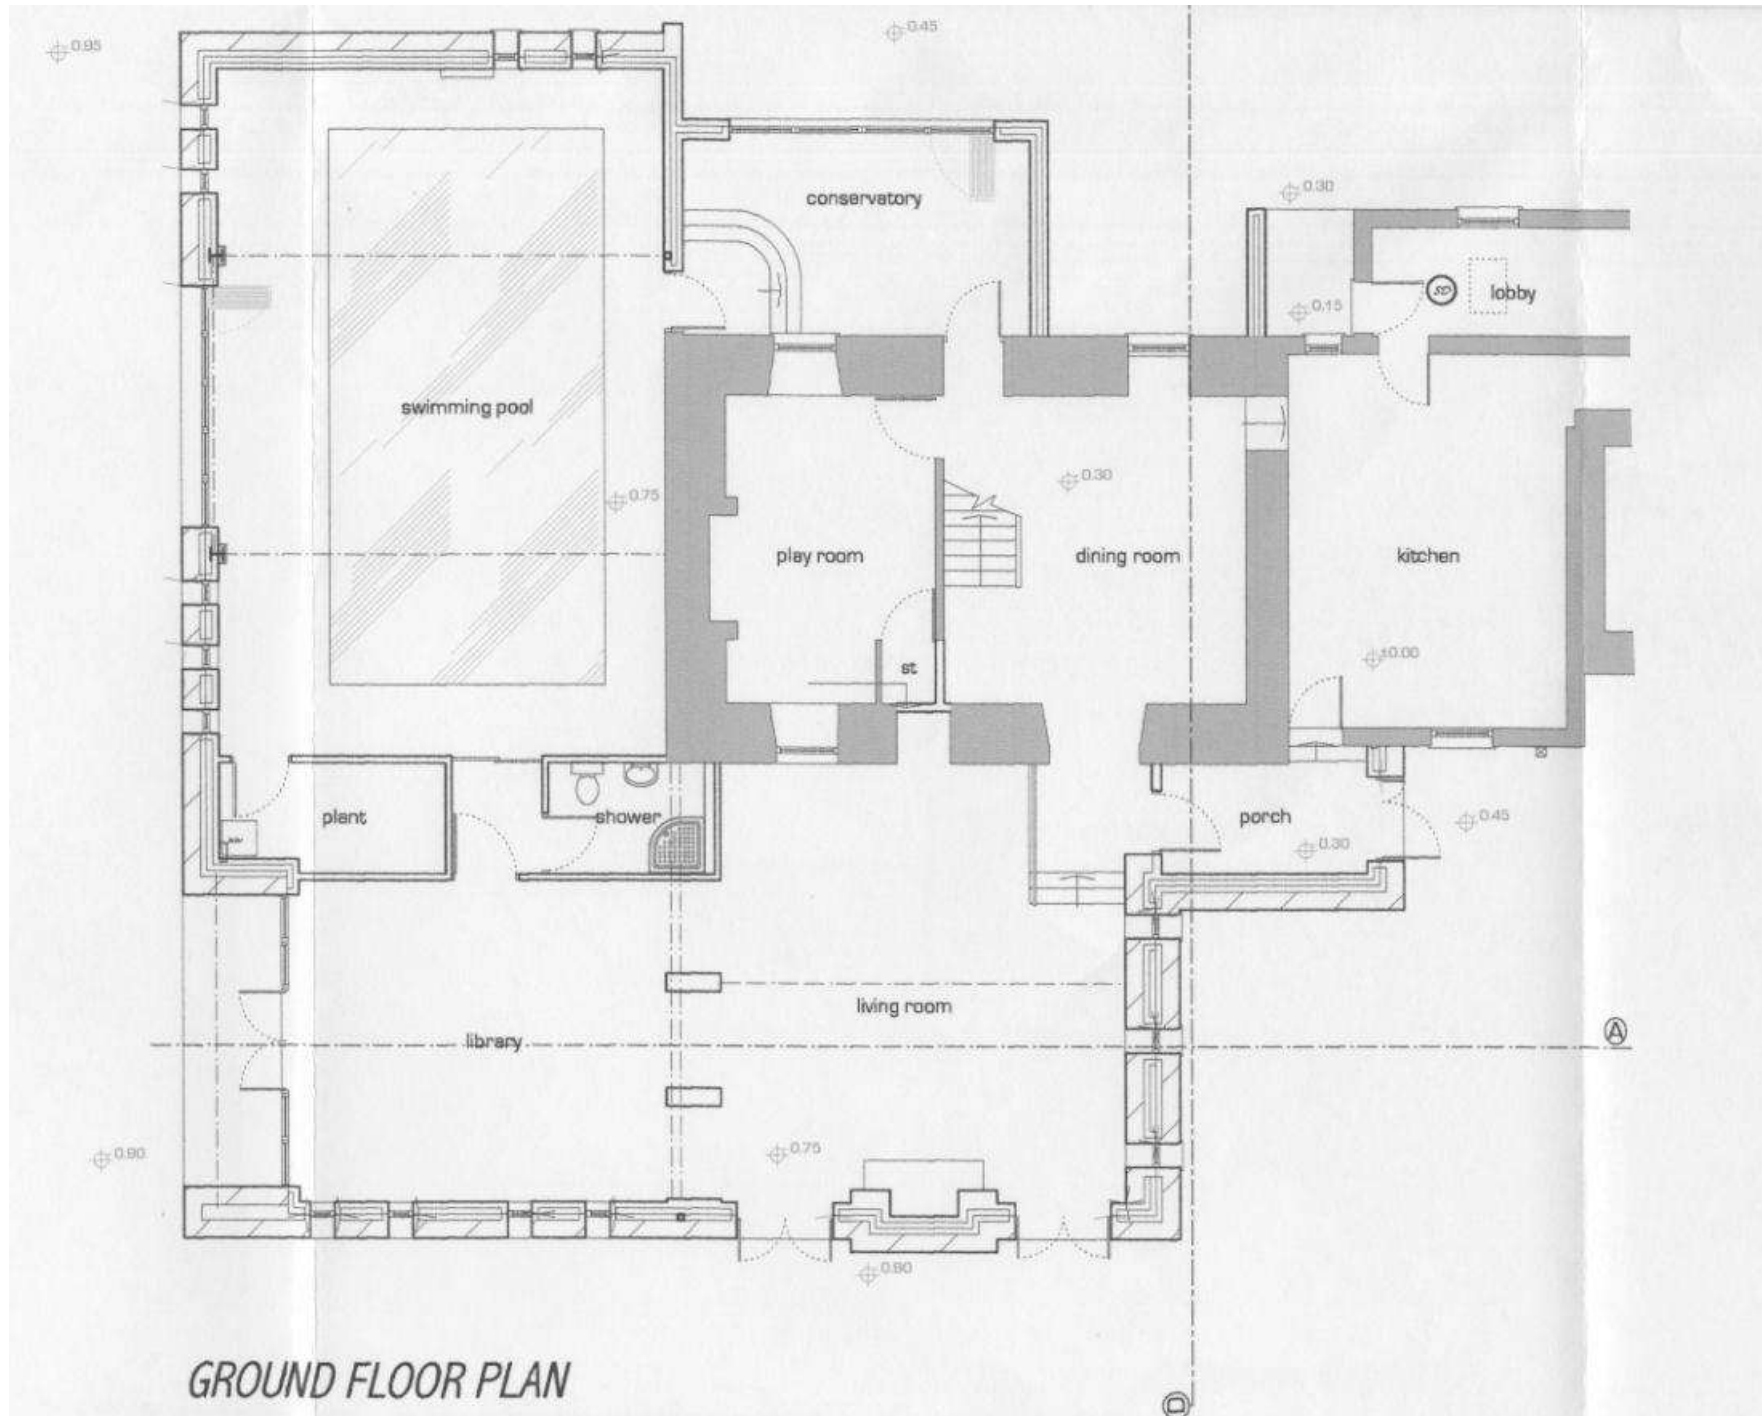 0.95
0.45
conservatory
0.30
0.15
SD
lobby
swimming pool
0.75
0.30
play room
dining room
kitchen
st
±0.00
plant
shower
porch
0.45
0.30
living room
library
A
0.75
0.90
0.90
GROUND FLOOR PLAN
D